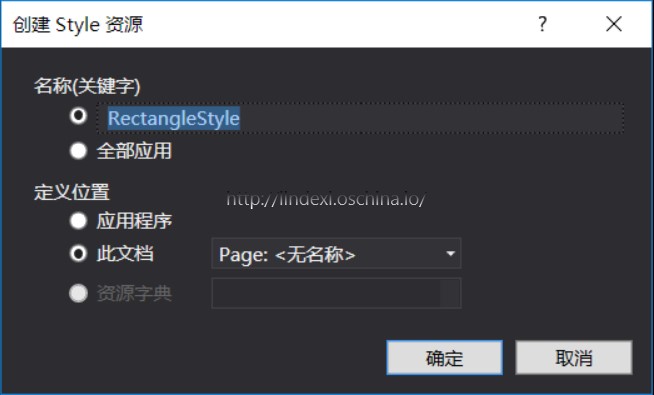 创建 Style 资源
名称(关键字)
RectangleStyle
全部应用
定义位置
http://lindexi.oschina.io/
应用程序
此文档 Page: <无名称>
资源字典
确定 取消